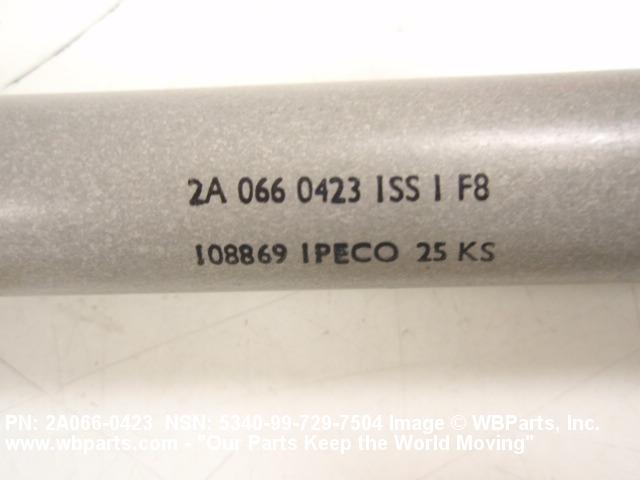 2A 066 0423 ISS 1 F8
108869 IPECO 25 KS
PN: 2A066-0423 NSN: 5340-99-729-7504 Image © WBParts, Inc.
www.wbparts.com - "Our Parts Keep the World Moving"